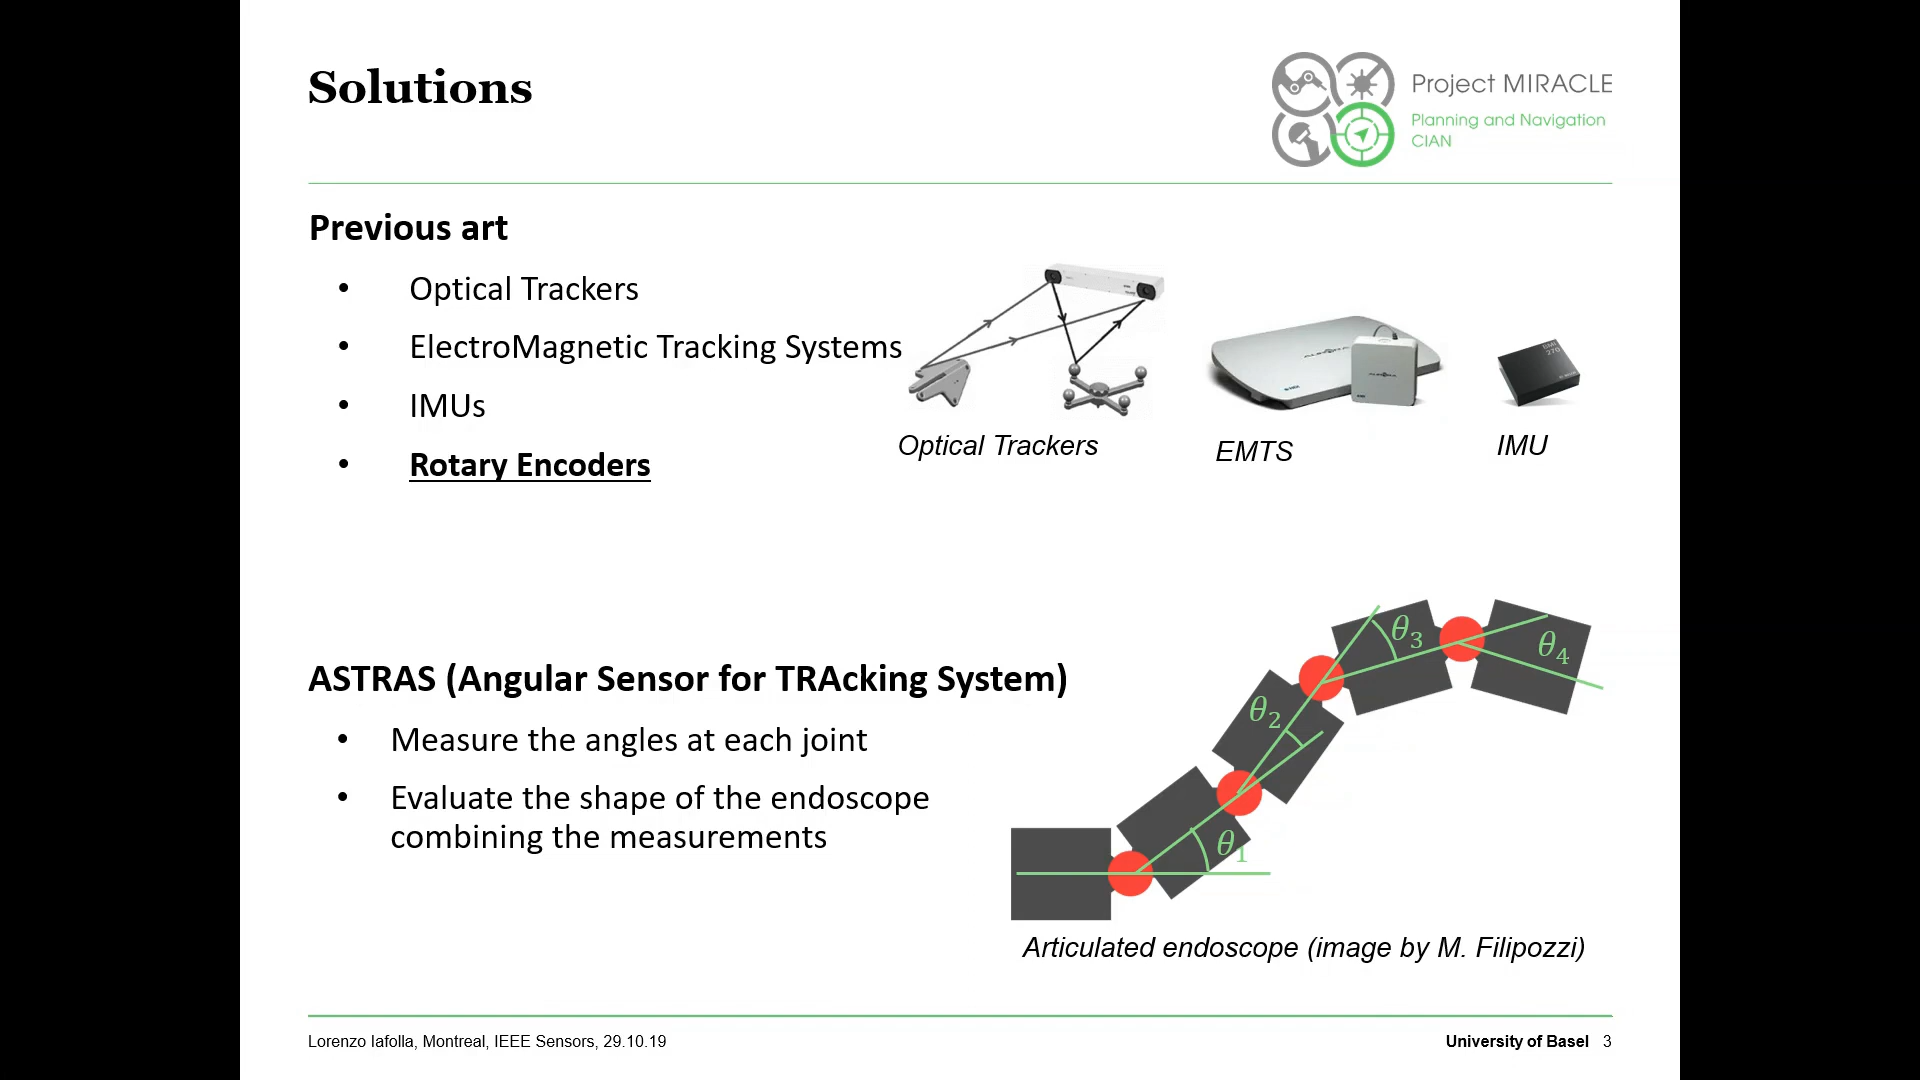 Solutions
Project MIRACLE
Planning and Navigation
CIAN
Previous art
• Optical Trackers
• ElectroMagnetic Tracking Systems
• IMUs
• Rotary Encoders
Optical Trackers
EMTS
IMU
ASTRAS (Angular Sensor for TRAcking System)
• Measure the angles at each joint
• Evaluate the shape of the endoscope
combining the measurements
θ₁
θ₂
θ₃
θ₄
Articulated endoscope (image by M. Filipozzi)
Lorenzo Iafolla, Montreal, IEEE Sensors, 29.10.19
University of Basel 3